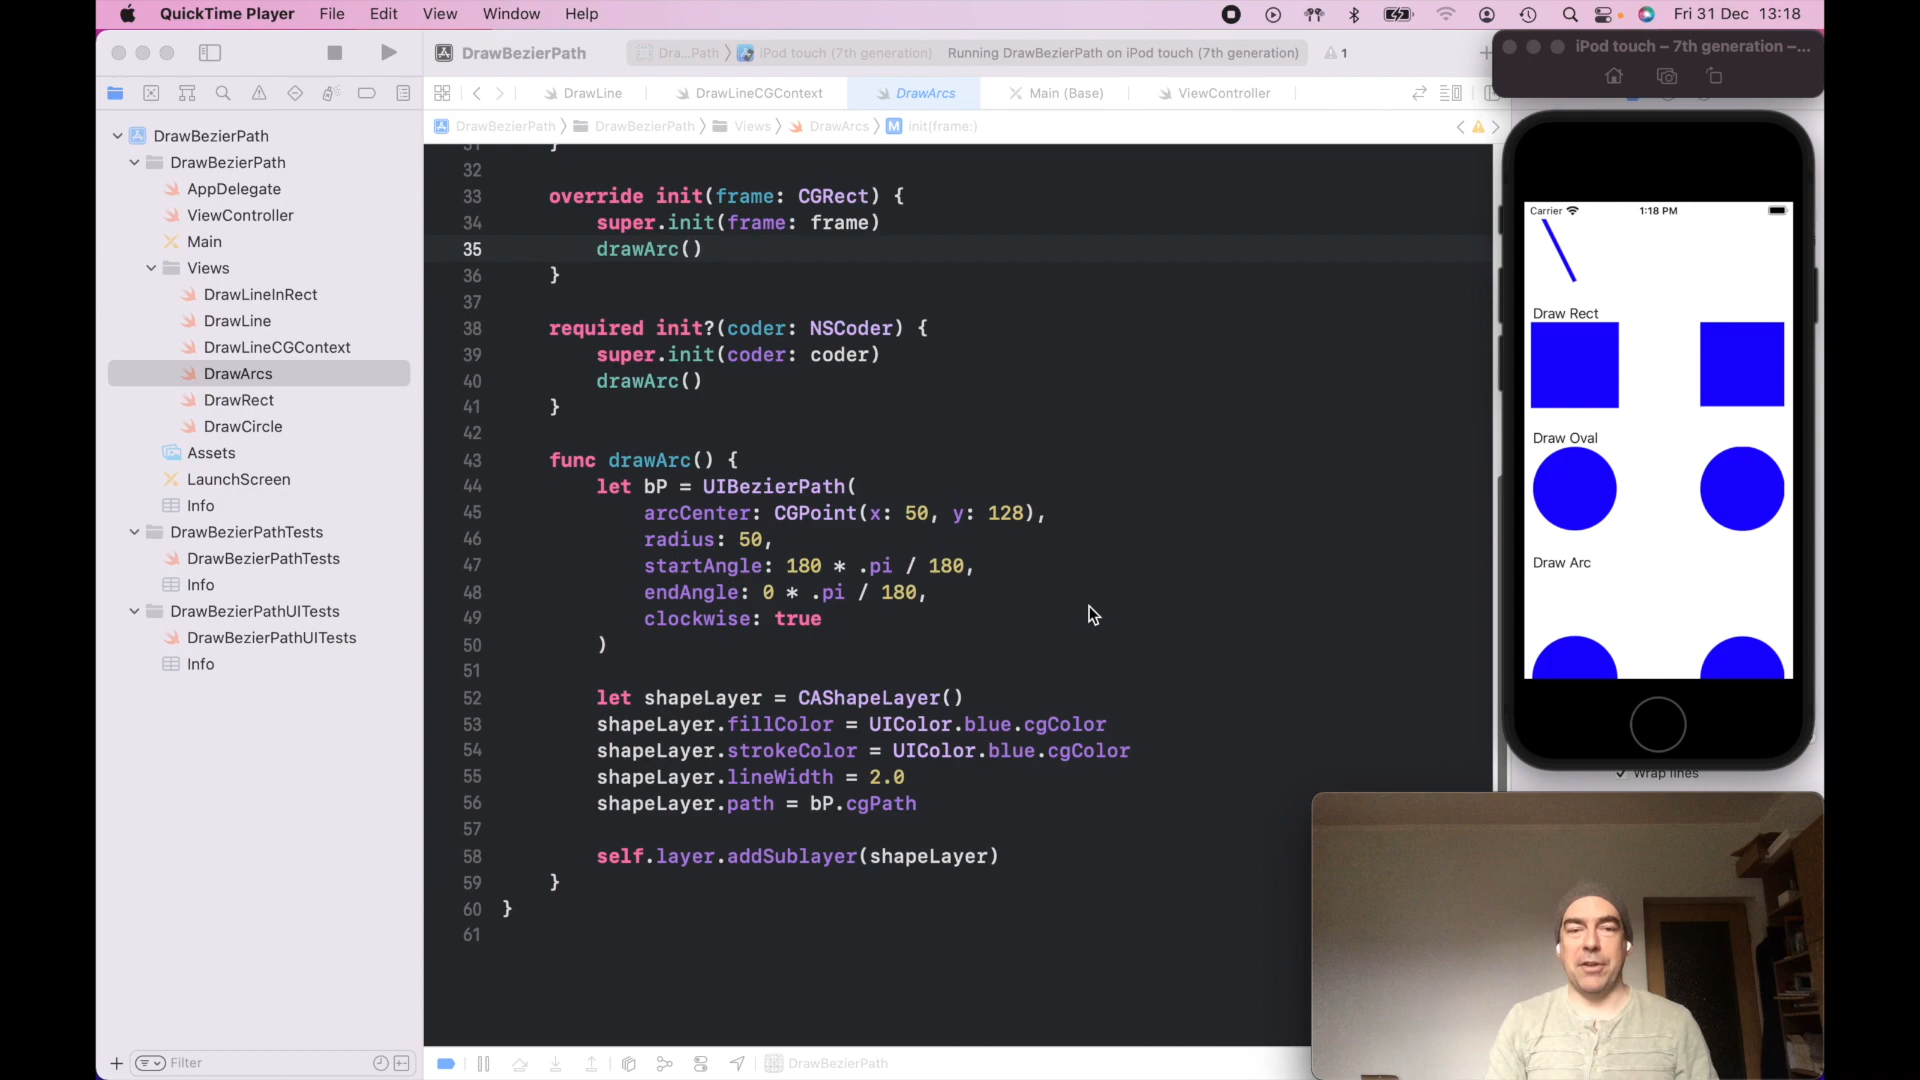 QuickTime Player File Edit View Window Help Fri 31 Dec 13:18
DrawBezierPath Dra...Path iPod touch (7th generation) Running DrawBezierPath on iPod touch (7th generation) 1
iPod touch – 7th generation –...
DrawLine DrawLineCGContext DrawArcs Main (Base) ViewController
DrawBezierPath DrawBezierPath Views DrawArcs M init(frame:)
DrawBezierPath
DrawBezierPath
AppDelegate
ViewController
Main
Views
DrawLineInRect
DrawLine
DrawLineCGContext
DrawArcs
DrawRect
DrawCircle
Assets
LaunchScreen
Info
DrawBezierPathTests
DrawBezierPathTests
Info
DrawBezierPathUITests
DrawBezierPathUITests
Info
Filter
31 }
32
33 override init(frame: CGRect) {
34 super.init(frame: frame)
35 drawArc()
36 }
37
38 required init?(coder: NSCoder) {
39 super.init(coder: coder)
40 drawArc()
41 }
42
43 func drawArc() {
44 let bP = UIBezierPath(
45 arcCenter: CGPoint(x: 50, y: 128),
46 radius: 50,
47 startAngle: 180 * .pi / 180,
48 endAngle: 0 * .pi / 180,
49 clockwise: true
50 )
51
52 let shapeLayer = CAShapeLayer()
53 shapeLayer.fillColor = UIColor.blue.cgColor
54 shapeLayer.strokeColor = UIColor.blue.cgColor
55 shapeLayer.lineWidth = 2.0
56 shapeLayer.path = bP.cgPath
57
58 self.layer.addSublayer(shapeLayer)
59 }
60 }
61
DrawBezierPath
Carrier 1:18 PM
Draw Rect
Draw Oval
Draw Arc
Wrap lines